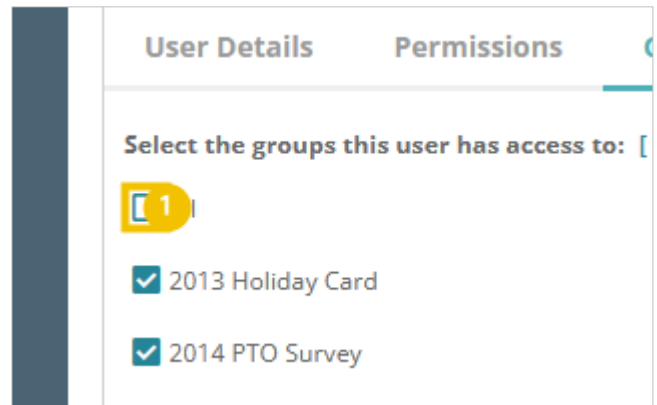 User Details Permissions
Select the groups this user has access to: [
1
2013 Holiday Card
2014 PTO Survey